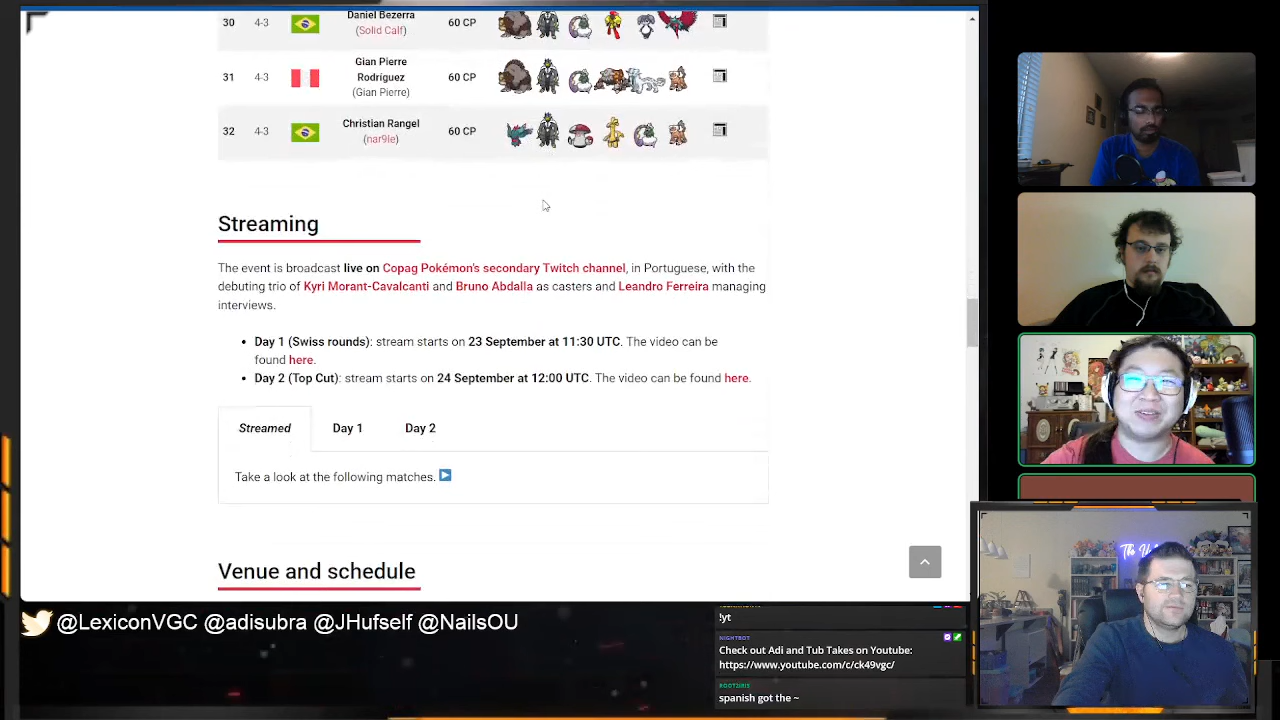 30 4-3 Daniel Bezerra 60 CP
(Solid Calf)
Gian Pierre
31 4-3 Rodríguez 60 CP
(Gian Pierre)
32 4-3 Christian Rangel 60 CP
(nar9le)
Streaming
The event is broadcast live on Copag Pokémon's secondary Twitch channel, in Portuguese, with the
debuting trio of Kyri Morant-Cavalcanti and Bruno Abdalla as casters and Leandro Ferreira managing
interviews.
• Day 1 (Swiss rounds): stream starts on 23 September at 11:30 UTC. The video can be
found here.
• Day 2 (Top Cut): stream starts on 24 September at 12:00 UTC. The video can be found here.
Streamed Day 1 Day 2
Take a look at the following matches.
Venue and schedule
@LexiconVGC @adisubra @JHufself @NailsOU
!yt
NIGHTBOT
Check out Adi and Tub Takes on Youtube:
https://www.youtube.com/c/ck49vgc/
spanish got the ~